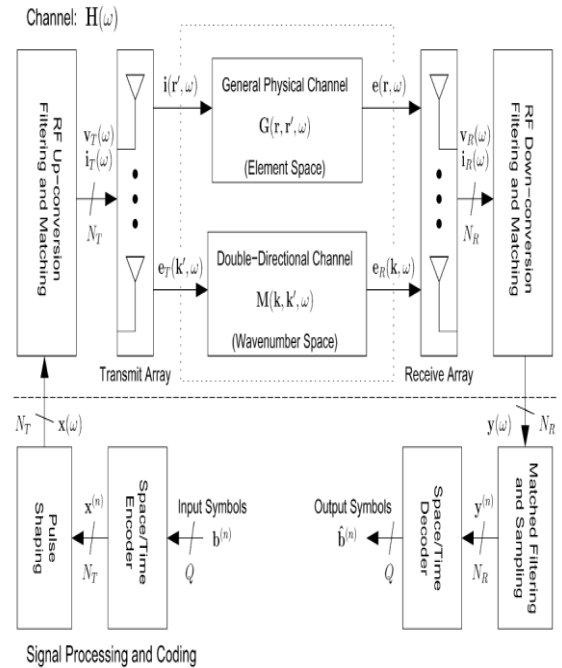 Channel: H(ω)
RF Up-conversion
Filtering and Matching
v_T(ω)
i_T(ω)
N_T
Transmit Array
i(r′, ω)
General Physical Channel
G(r, r′, ω)
(Element Space)
e(r, ω)
e_T(k′, ω)
Double-Directional Channel
M(k, k′, ω)
(Wavenumber Space)
e_R(k, ω)
Receive Array
v_R(ω)
i_R(ω)
N_R
RF Down-conversion
Filtering and Matching
N_T
x(ω)
y(ω)
N_R
Pulse
Shaping
x^(n)
N_T
Space/Time
Encoder
Input Symbols
b^(n)
Q
Output Symbols
b̂^(n)
Q
Space/Time
Decoder
y^(n)
N_R
Matched Filtering
and Sampling
Signal Processing and Coding